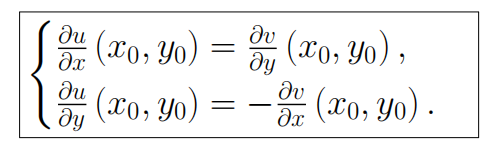 ∂u/∂x (x₀, y₀) = ∂v/∂y (x₀, y₀) ,
∂u/∂y (x₀, y₀) = −∂v/∂x (x₀, y₀) .